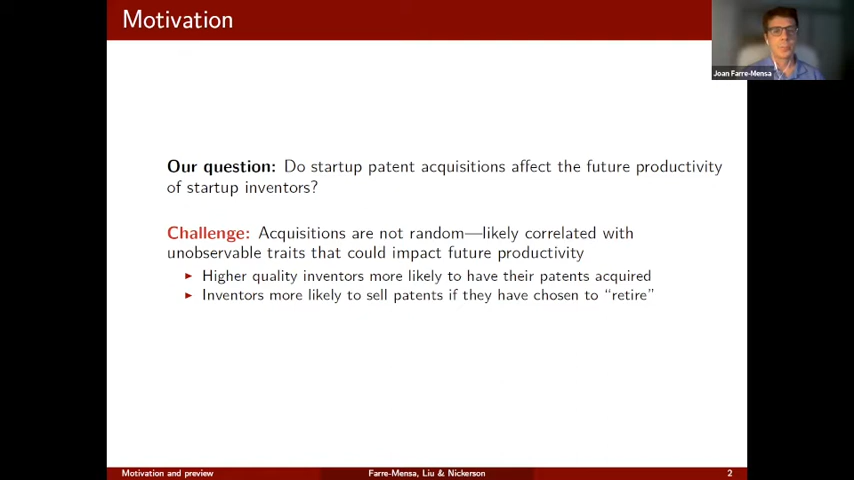 Motivation
Joan Farre-Mensa
Our question: Do startup patent acquisitions affect the future productivity
of startup inventors?
Challenge: Acquisitions are not random—likely correlated with
unobservable traits that could impact future productivity
Higher quality inventors more likely to have their patents acquired
Inventors more likely to sell patents if they have chosen to “retire”
Motivation and preview
Farre-Mensa, Liu & Nickerson
2